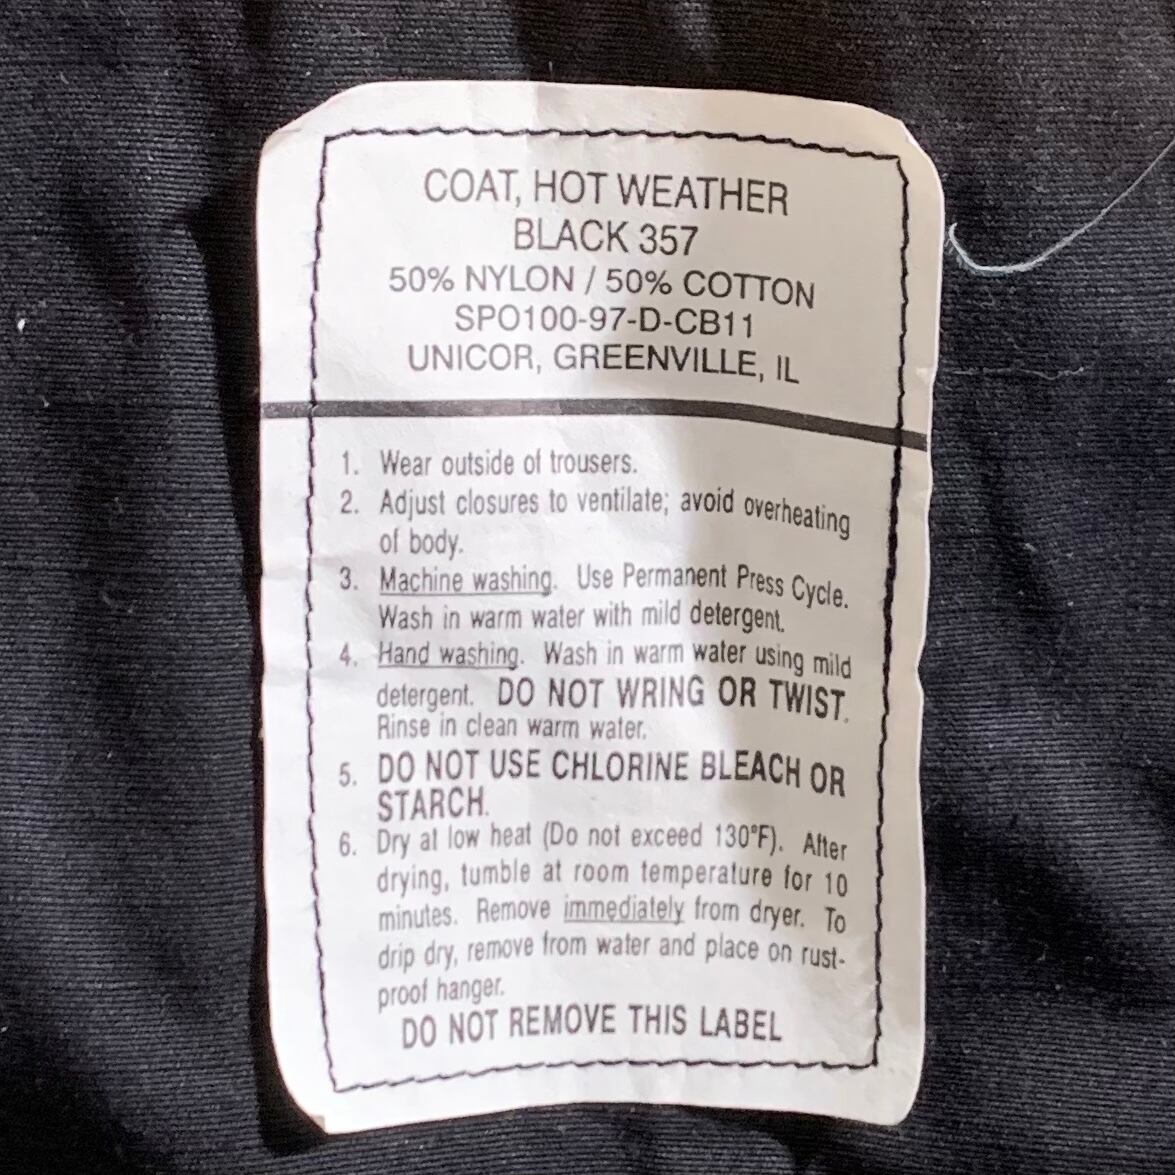 COAT, HOT WEATHER
BLACK 357
50% NYLON / 50% COTTON
SPO100-97-D-CB11
UNICOR, GREENVILLE, IL
1. Wear outside of trousers.
2. Adjust closures to ventilate; avoid overheating
of body.
3. Machine washing. Use Permanent Press Cycle.
Wash in warm water with mild detergent.
4. Hand washing. Wash in warm water using mild
detergent. DO NOT WRING OR TWIST.
Rinse in clean warm water.
5. DO NOT USE CHLORINE BLEACH OR
STARCH.
6. Dry at low heat (Do not exceed 130°F). After
drying, tumble at room temperature for 10
minutes. Remove immediately from dryer. To
drip dry, remove from water and place on rust-
proof hanger.
DO NOT REMOVE THIS LABEL